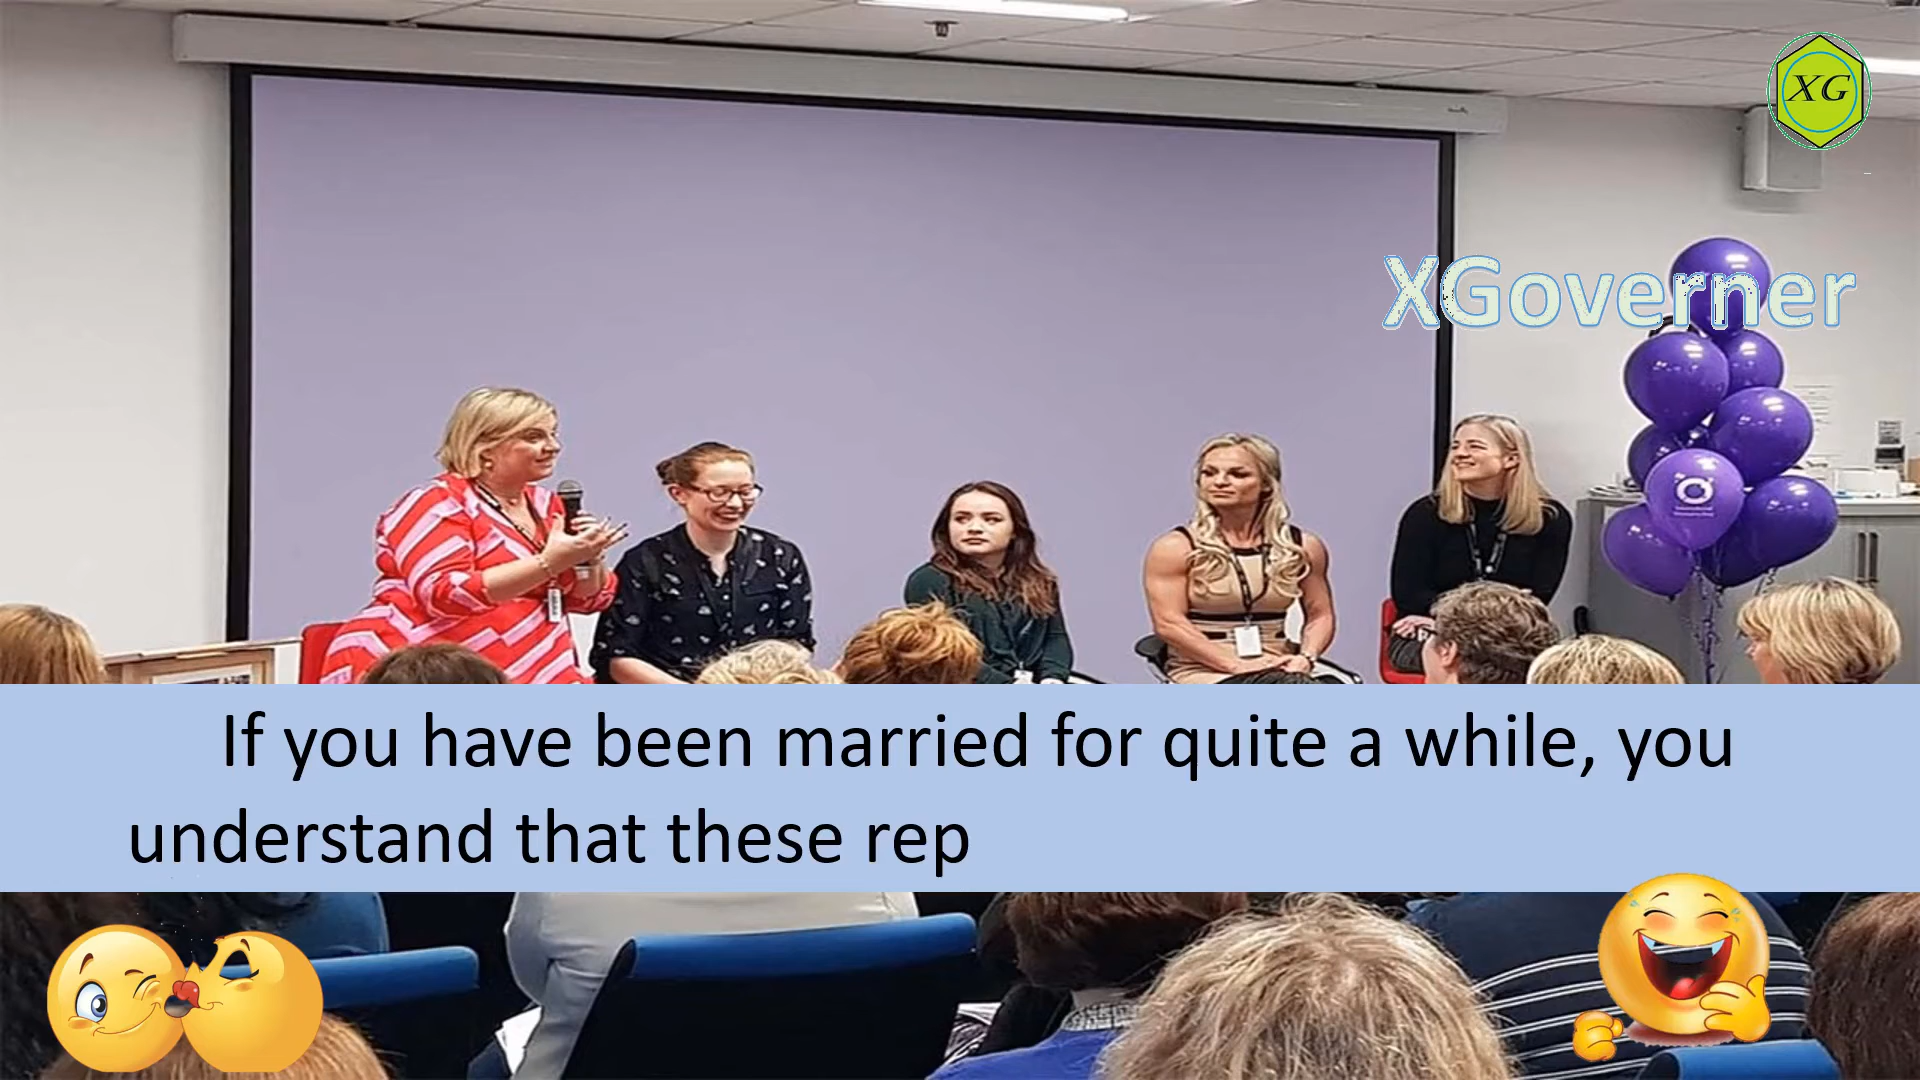 XG
XGoverner
If you have been married for quite a while, you
understand that these rep